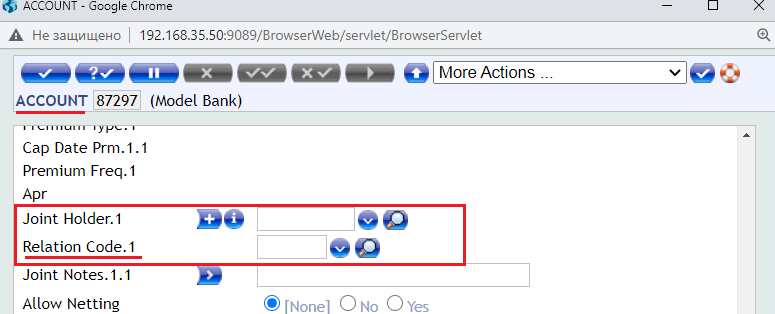 ACCOUNT - Google Chrome
Не защищено 192.168.35.50:9089/BrowserWeb/servlet/BrowserServlet
More Actions ...
ACCOUNT 87297 (Model Bank)
Premium Type.1
Cap Date Prm.1.1
Premium Freq.1
Apr
Joint Holder.1
Relation Code.1
Joint Notes.1.1
Allow Netting [None] No Yes